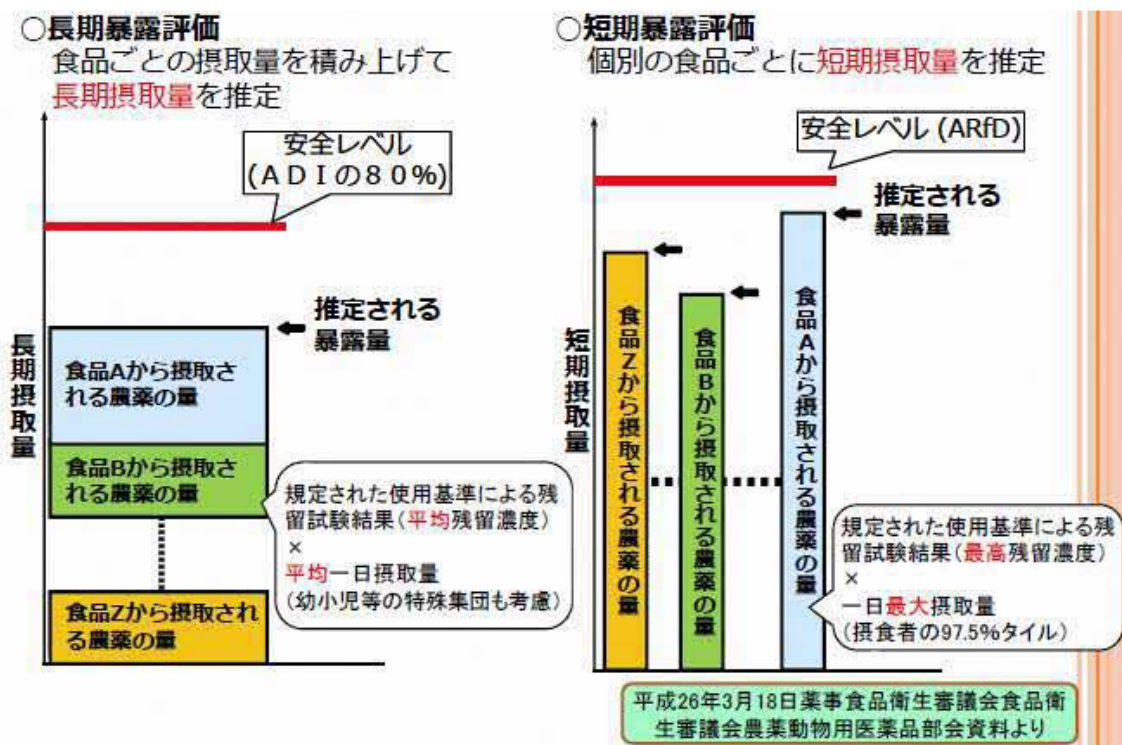 ○長期暴露評価
食品ごとの摂取量を積み上げて
長期摂取量を推定
安全レベル
(ＡＤＩの８０%)
推定される
暴露量
長期摂取量
食品Aから摂取さ
れる農薬の量
食品Bから摂取さ
れる農薬の量
規定された使用基準による残
留試験結果(平均残留濃度)
×
平均一日摂取量
(幼小児等の特殊集団も考慮)
食品Zから摂取され
る農薬の量
○短期暴露評価
個別の食品ごとに短期摂取量を推定
安全レベル (ARfD)
推定される
暴露量
短期摂取量
食品Zから摂取される農薬の量
食品Bから摂取される農薬の量
食品Aから摂取される農薬の量
規定された使用基準による残
留試験結果(最高残留濃度)
×
一日最大摂取量
(摂食者の97.5%タイル)
平成26年3月18日薬事食品衛生審議会食品衛
生審議会農薬動物用医薬品部会資料より